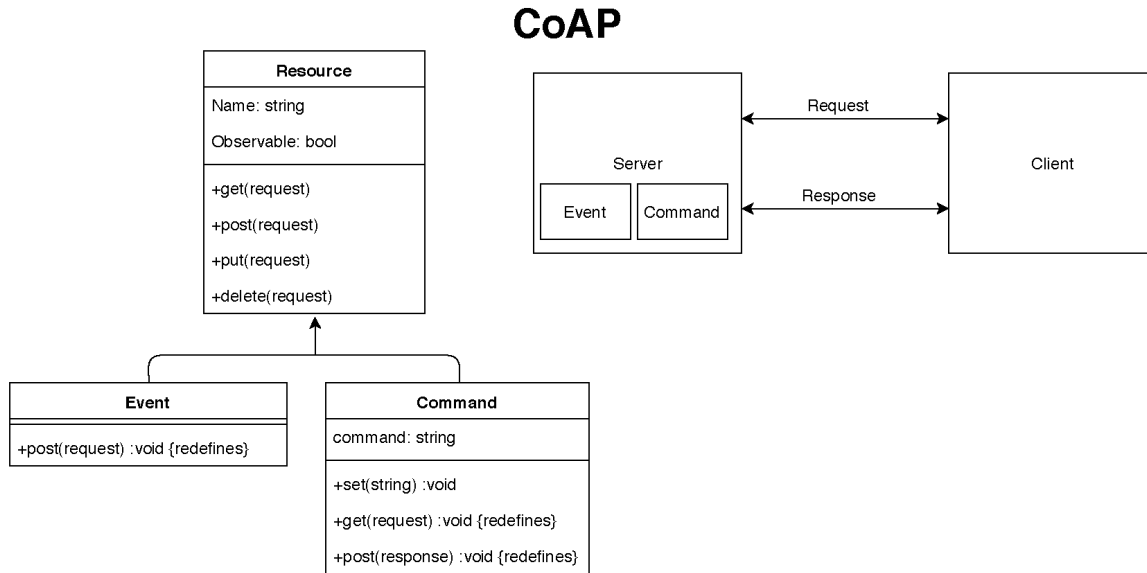 CoAP
Resource
Name: string
Observable: bool
+get(request)
+post(request)
+put(request)
+delete(request)
Event
+post(request) :void {redefines}
Command
command: string
+set(string) :void
+get(request) :void {redefines}
+post(response) :void {redefines}
Server
Event
Command
Request
Response
Client